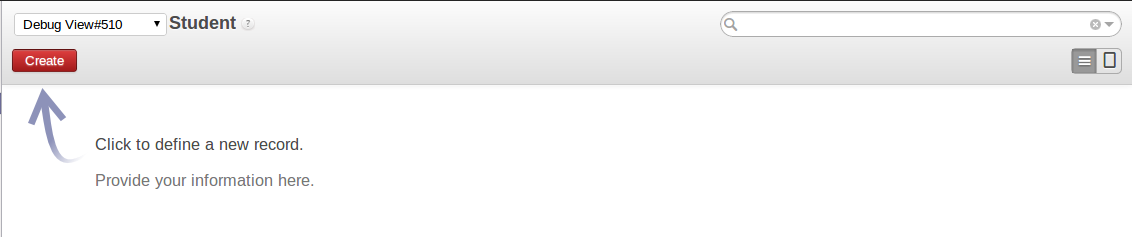 Debug View#510 Student ?
Create
Click to define a new record.
Provide your information here.